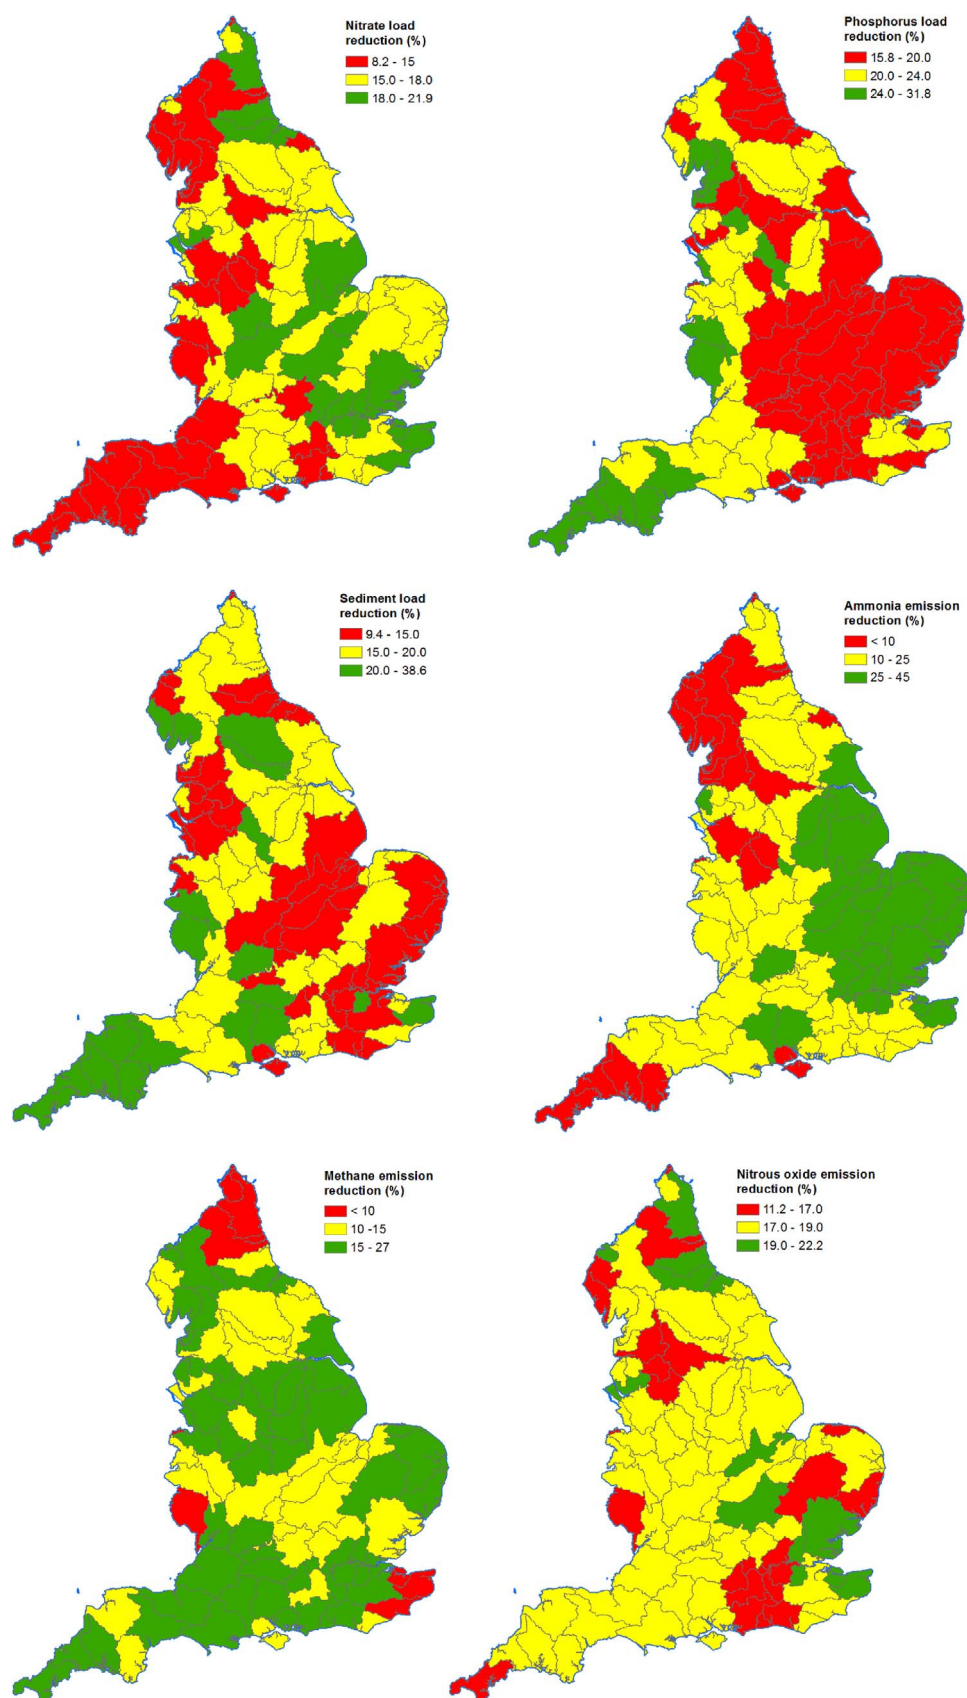 Nitrate load
reduction (%)
8.2 - 15
15.0 - 18.0
18.0 - 21.9
Phosphorus load
reduction (%)
15.8 - 20.0
20.0 - 24.0
24.0 - 31.8
Sediment load
reduction (%)
9.4 - 15.0
15.0 - 20.0
20.0 - 38.6
Ammonia emission
reduction (%)
< 10
10 - 25
25 - 45
Methane emission
reduction (%)
< 10
10 -15
15 - 27
Nitrous oxide emission
reduction (%)
11.2 - 17.0
17.0 - 19.0
19.0 - 22.2